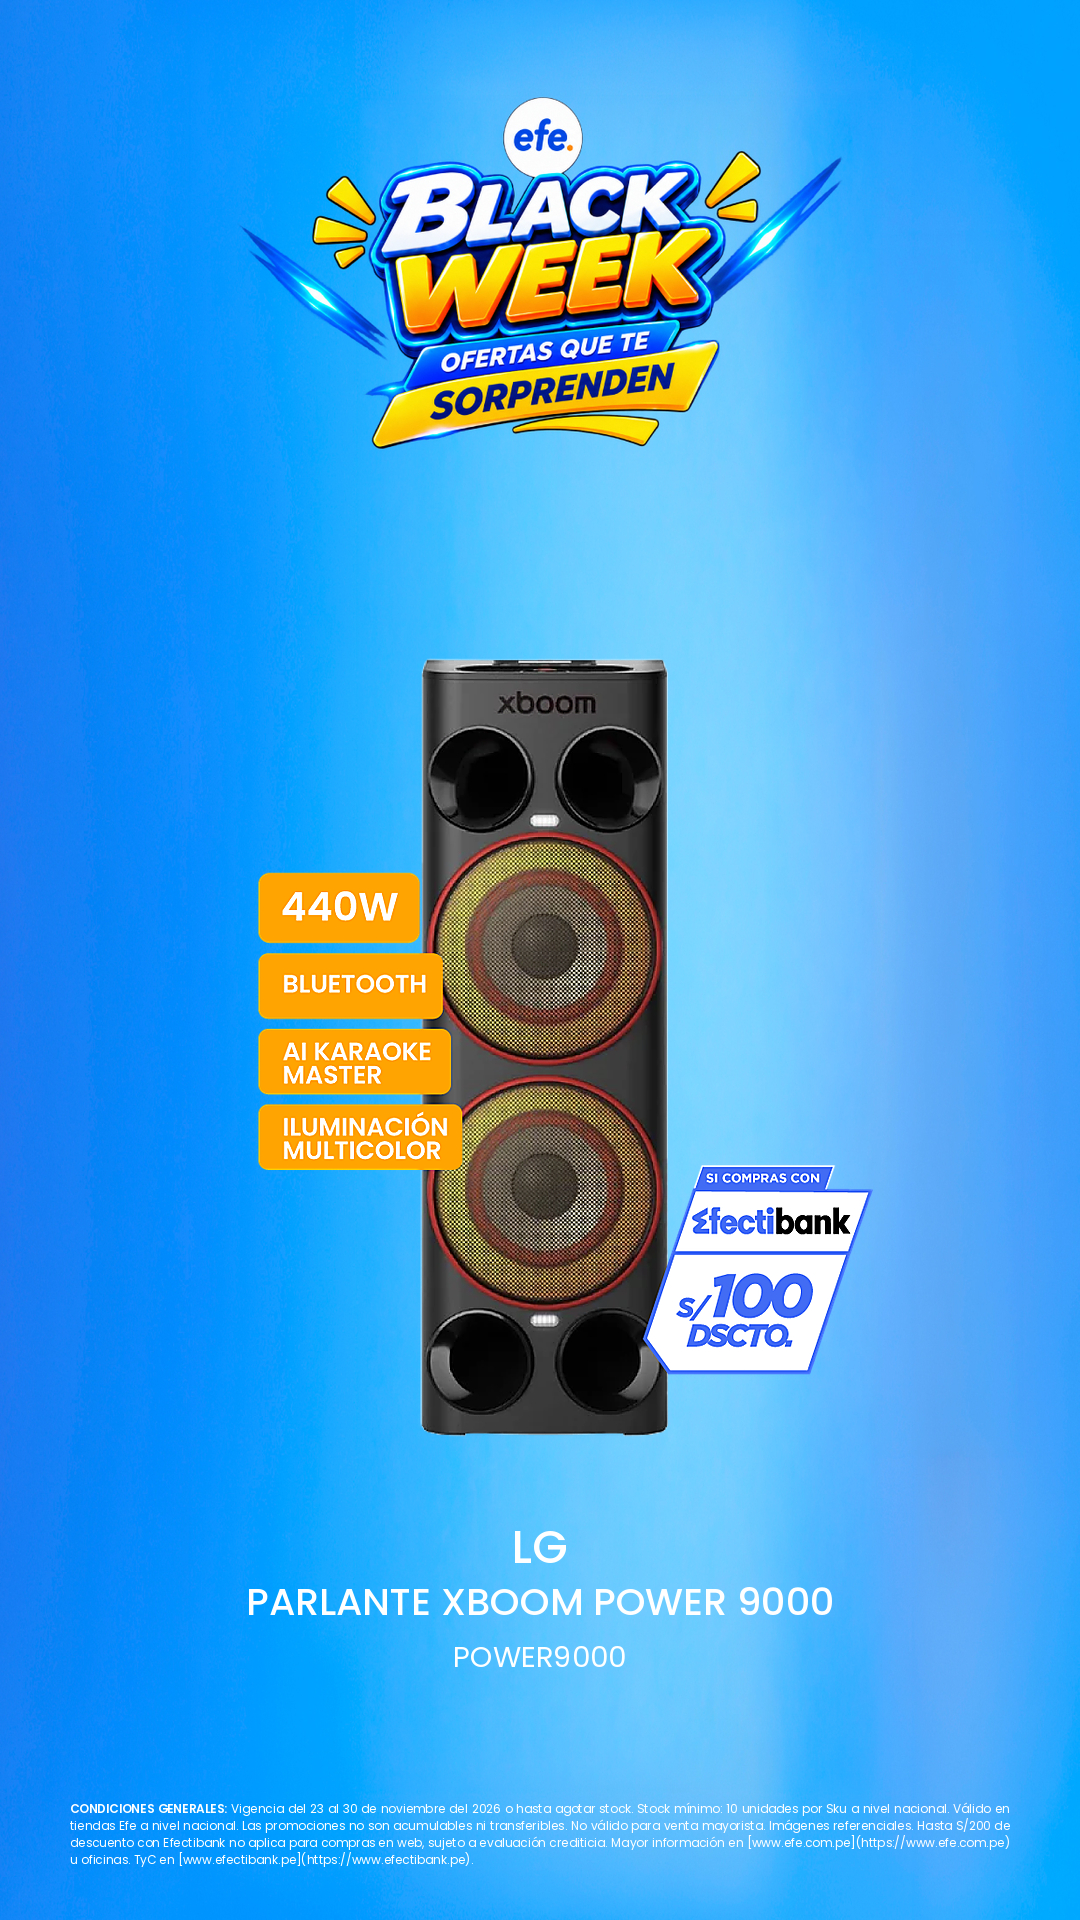 efe.
BLACK
WEEK
OFERTAS QUE TE
SORPRENDEN
xboom
440W
BLUETOOTH
AI KARAOKE
MASTER
ILUMINACIÓN
MULTICOLOR
SI COMPRAS CON
Efectibank
S/100
DSCTO.
LG
PARLANTE XBOOM POWER 9000
POWER9000
CONDICIONES GENERALES: Vigencia del 23 al 30 de noviembre del 2026 o hasta agotar stock. Stock mínimo: 10 unidades por Sku a nivel nacional. Válido en
tiendas Efe a nivel nacional. Las promociones no son acumulables ni transferibles. No válido para venta mayorista. Imágenes referenciales. Hasta S/200 de
descuento con Efectibank no aplica para compras en web, sujeto a evaluación crediticia. Mayor información en [www.efe.com.pe](https://www.efe.com.pe)
u oficinas. TyC en [www.efectibank.pe](https://www.efectibank.pe).